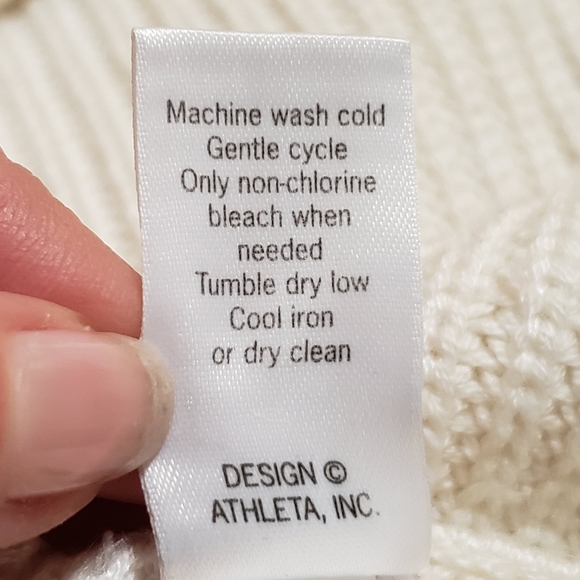 Machine wash cold
Gentle cycle
Only non-chlorine
bleach when
needed
Tumble dry low
Cool iron
or dry clean
DESIGN ©
ATHLETA, INC.